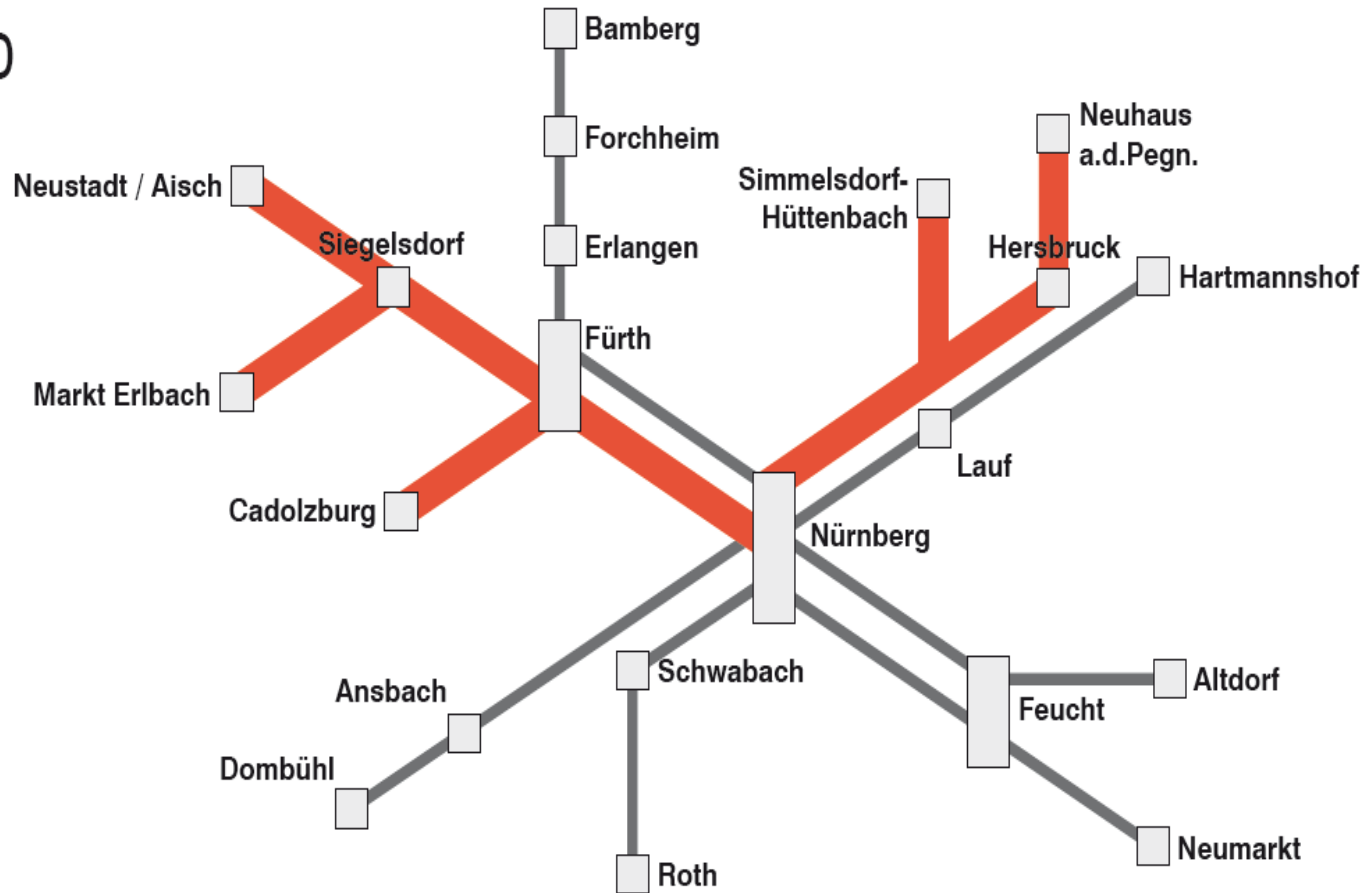 Bamberg
Forchheim
Neuhaus
a.d.Pegn.
Neustadt / Aisch
Simmelsdorf-
Hüttenbach
Siegelsdorf
Erlangen
Hersbruck
Hartmannshof
Fürth
Markt Erlbach
Lauf
Cadolzburg
Nürnberg
Schwabach
Altdorf
Ansbach
Feucht
Dombühl
Neumarkt
Roth